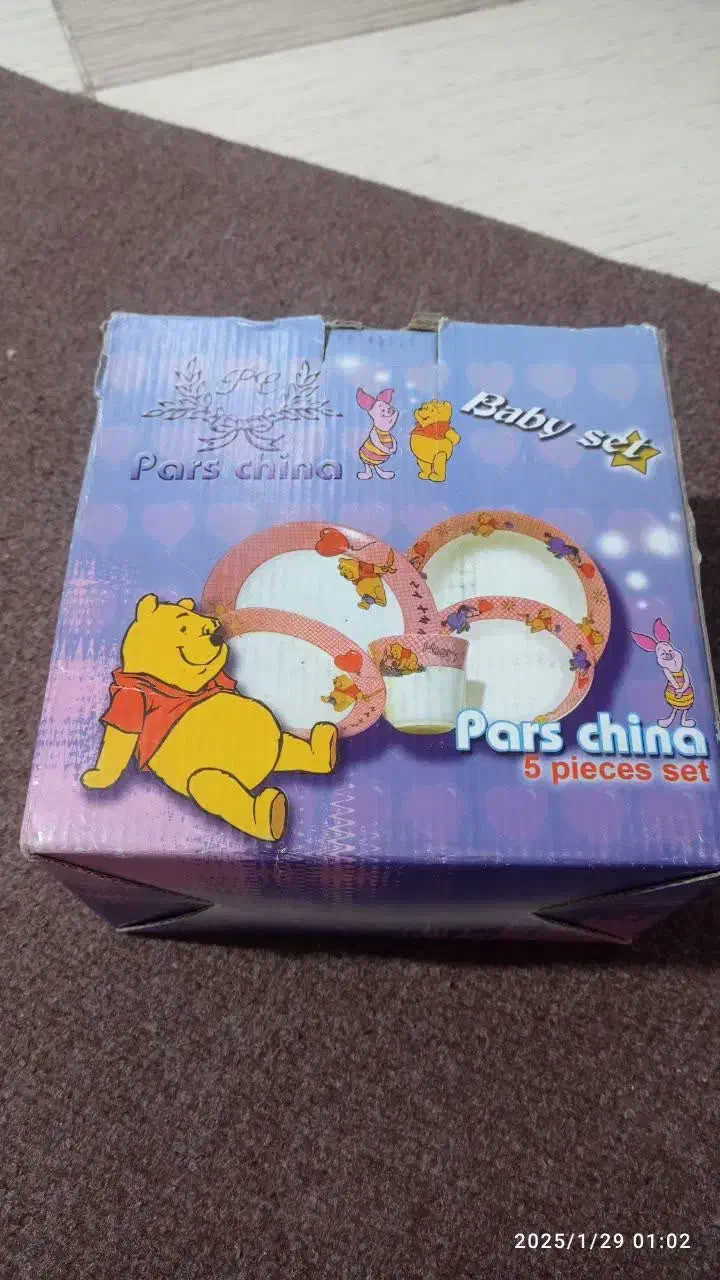 PC
Pars china
Baby set
Pars china
5 pieces set
2025/1/29 01:02